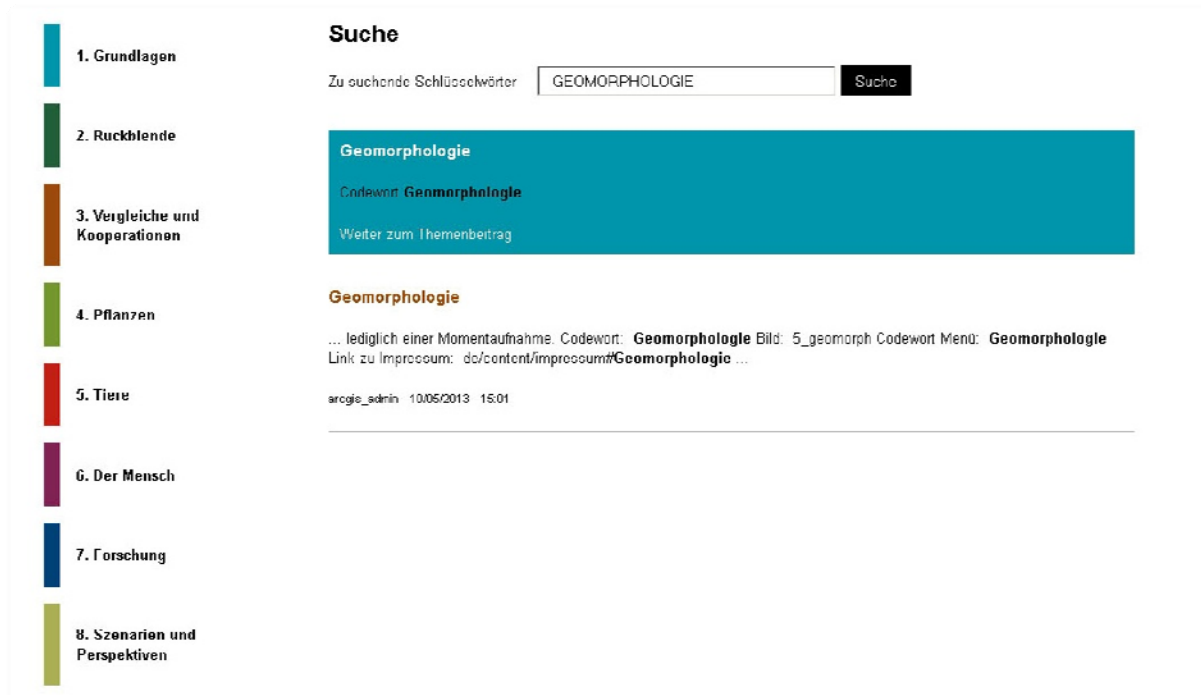 1. Grundlagen
2. Rückblende
3. Vergleiche und
Kooperationen
4. Pflanzen
5. Tiere
6. Der Mensch
7. Forschung
8. Szenarien und
Perspektiven
Suche
Zu suchende Schlüsselwörter GEOMORPHOLOGIE Suche
Geomorphologie
Codewort Geomorphologie
Weiter zum Themenbeitrag
Geomorphologie
... lediglich einer Momentaufnahme. Codewort: Geomorphologie Bild: 5_geomorph Codewort Menü: Geomorphologie
Link zu Impressum: de/content/impressum#Geomorphologie ...
arcgis_admin 10/05/2013 15:01